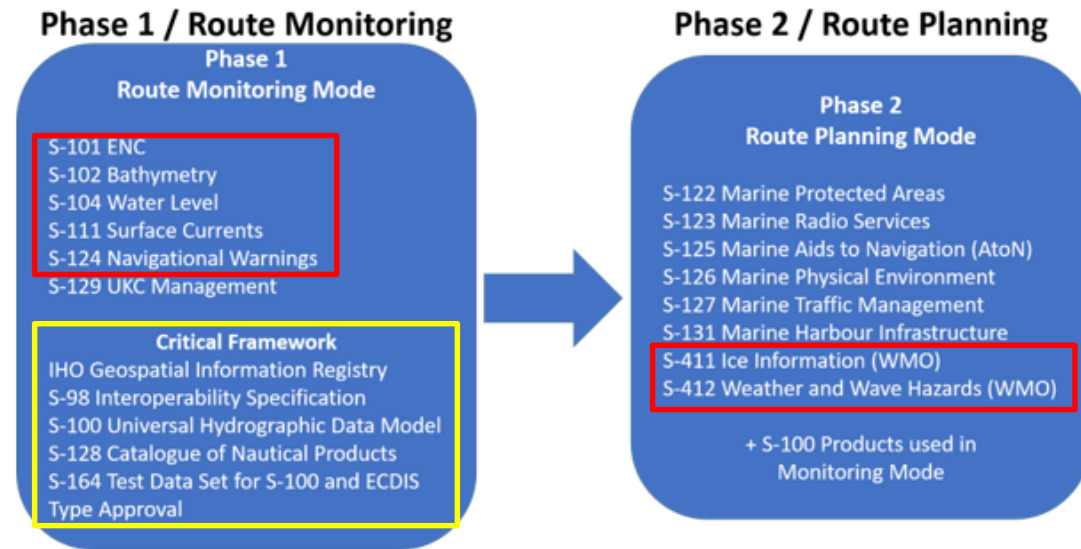 Phase 1 / Route Monitoring
Phase 1
Route Monitoring Mode
S-101 ENC
S-102 Bathymetry
S-104 Water Level
S-111 Surface Currents
S-124 Navigational Warnings
S-129 UKC Management
Critical Framework
IHO Geospatial Information Registry
S-98 Interoperability Specification
S-100 Universal Hydrographic Data Model
S-128 Catalogue of Nautical Products
S-164 Test Data Set for S-100 and ECDIS
Type Approval
Phase 2 / Route Planning
Phase 2
Route Planning Mode
S-122 Marine Protected Areas
S-123 Marine Radio Services
S-125 Marine Aids to Navigation (AtoN)
S-126 Marine Physical Environment
S-127 Marine Traffic Management
S-131 Marine Harbour Infrastructure
S-411 Ice Information (WMO)
S-412 Weather and Wave Hazards (WMO)
+ S-100 Products used in
Monitoring Mode